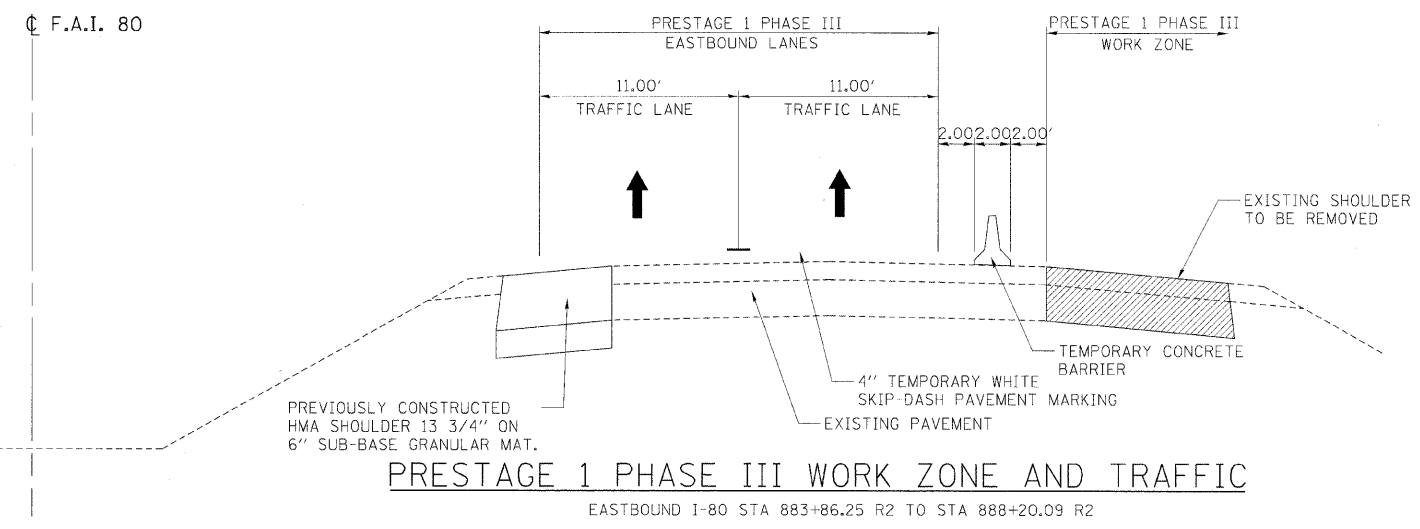 ℄ F.A.I. 80
PRESTAGE 1 PHASE III
EASTBOUND LANES
PRESTAGE 1 PHASE III
WORK ZONE
11.00'
TRAFFIC LANE
11.00'
TRAFFIC LANE
2.00 2.00 2.00'
EXISTING SHOULDER
TO BE REMOVED
TEMPORARY CONCRETE
BARRIER
4" TEMPORARY WHITE
SKIP-DASH PAVEMENT MARKING
EXISTING PAVEMENT
PREVIOUSLY CONSTRUCTED
HMA SHOULDER 13 3/4" ON
6" SUB-BASE GRANULAR MAT.
PRESTAGE 1 PHASE III WORK ZONE AND TRAFFIC
EASTBOUND I-80 STA 883+86.25 R2 TO STA 888+20.09 R2